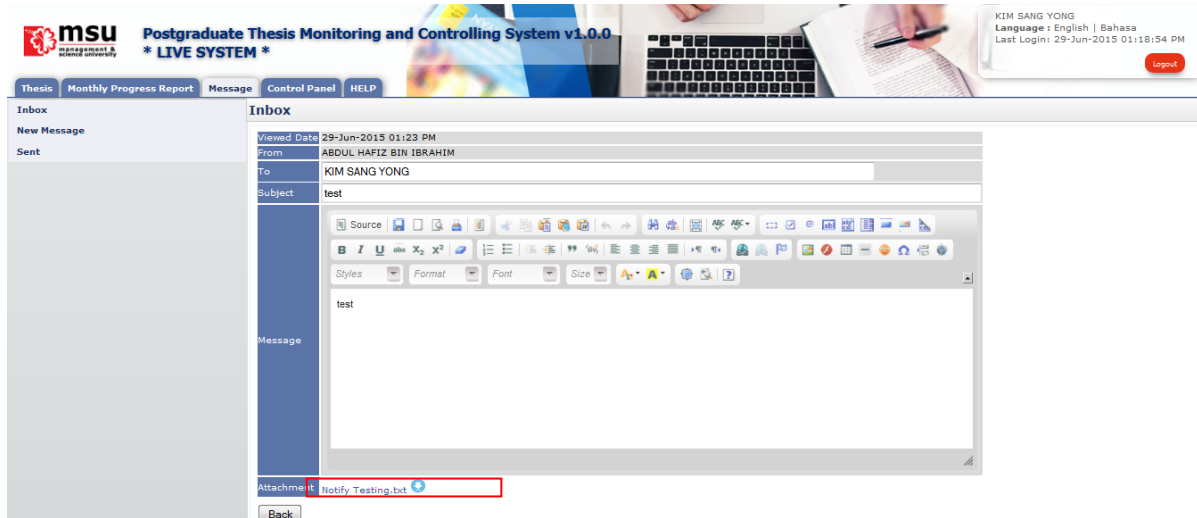 msu
management &
science university
Postgraduate Thesis Monitoring and Controlling System v1.0.0
* LIVE SYSTEM *
KIM SANG YONG
Language : English | Bahasa
Last Login: 29-Jun-2015 01:18:54 PM
Logout
Thesis Monthly Progress Report Message Control Panel HELP
Inbox
New Message
Sent
Inbox
Viewed Date 29-Jun-2015 01:23 PM
From ABDUL HAFIZ BIN IBRAHIM
To KIM SANG YONG
Subject test
Source
B I U abc X₂ X²
Styles Format Font Size A A
Message test
Attachment Notify Testing.txt
Back